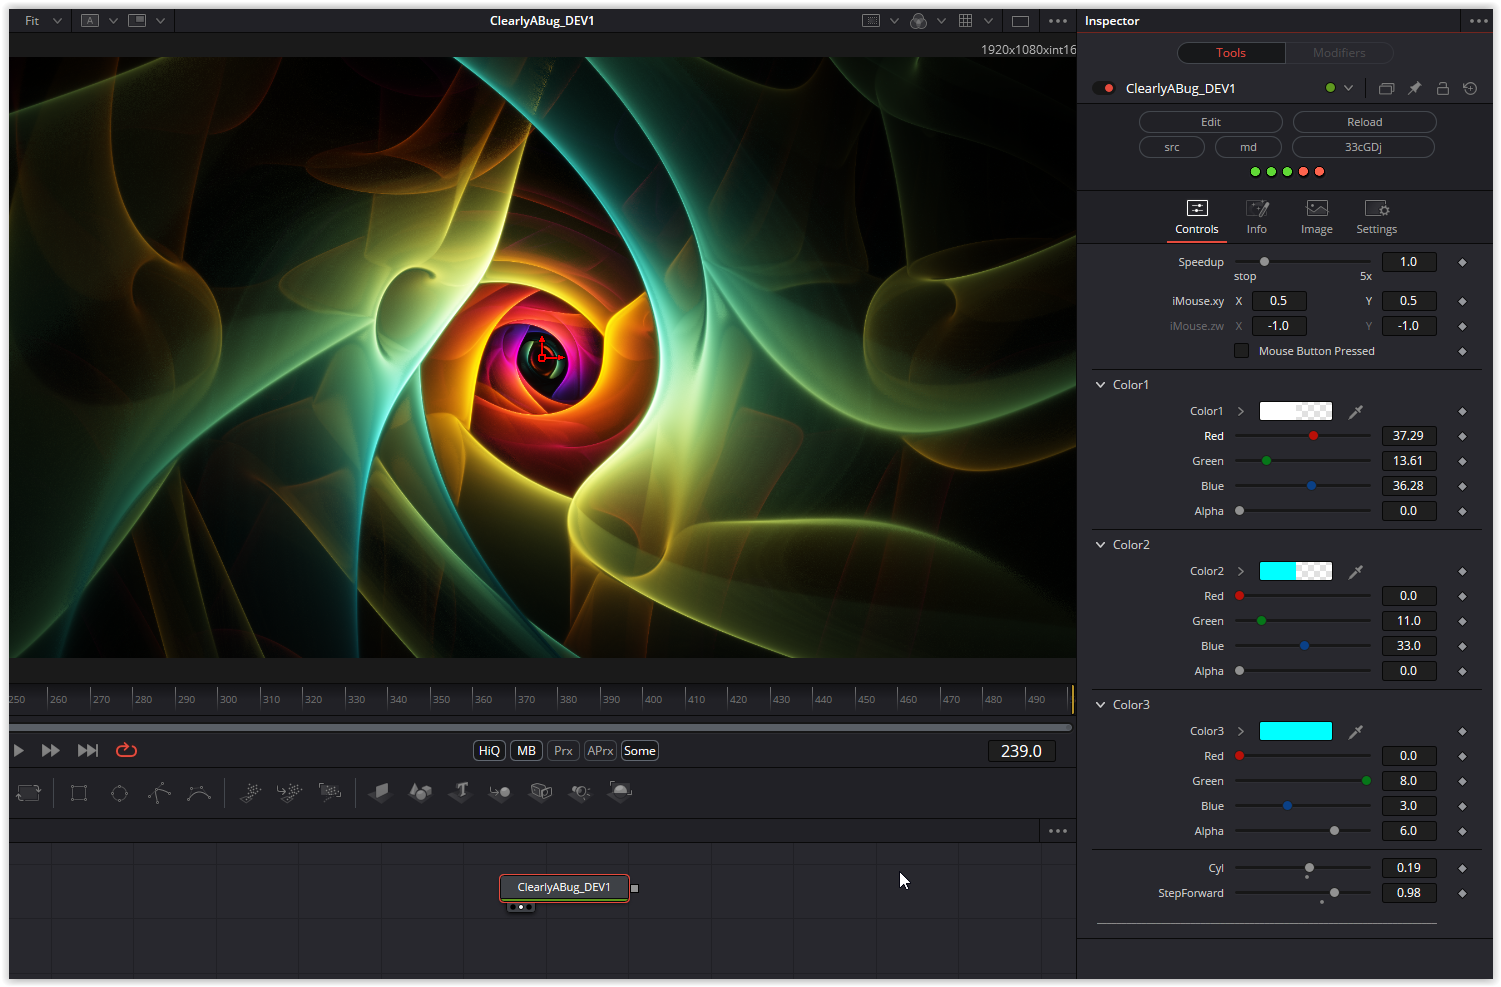 Fit
A
ClearlyABug_DEV1
1920x1080xint16
250 260 270 280 290 300 310 320 330 340 350 360 370 380 390 400 410 420 430 440 450 460 470 480 490
HiQ MB Prx APrx Some
239.0
ClearlyABug_DEV1
Inspector
Tools Modifiers
ClearlyABug_DEV1
Edit Reload
src md 33cGDj
Controls Info Image Settings
Speedup 1.0
stop 5x
iMouse.xy X 0.5 Y 0.5
iMouse.zw X -1.0 Y -1.0
Mouse Button Pressed
Color1
Color1
Red 37.29
Green 13.61
Blue 36.28
Alpha 0.0
Color2
Color2
Red 0.0
Green 11.0
Blue 33.0
Alpha 0.0
Color3
Color3
Red 0.0
Green 8.0
Blue 3.0
Alpha 6.0
Cyl 0.19
StepForward 0.98